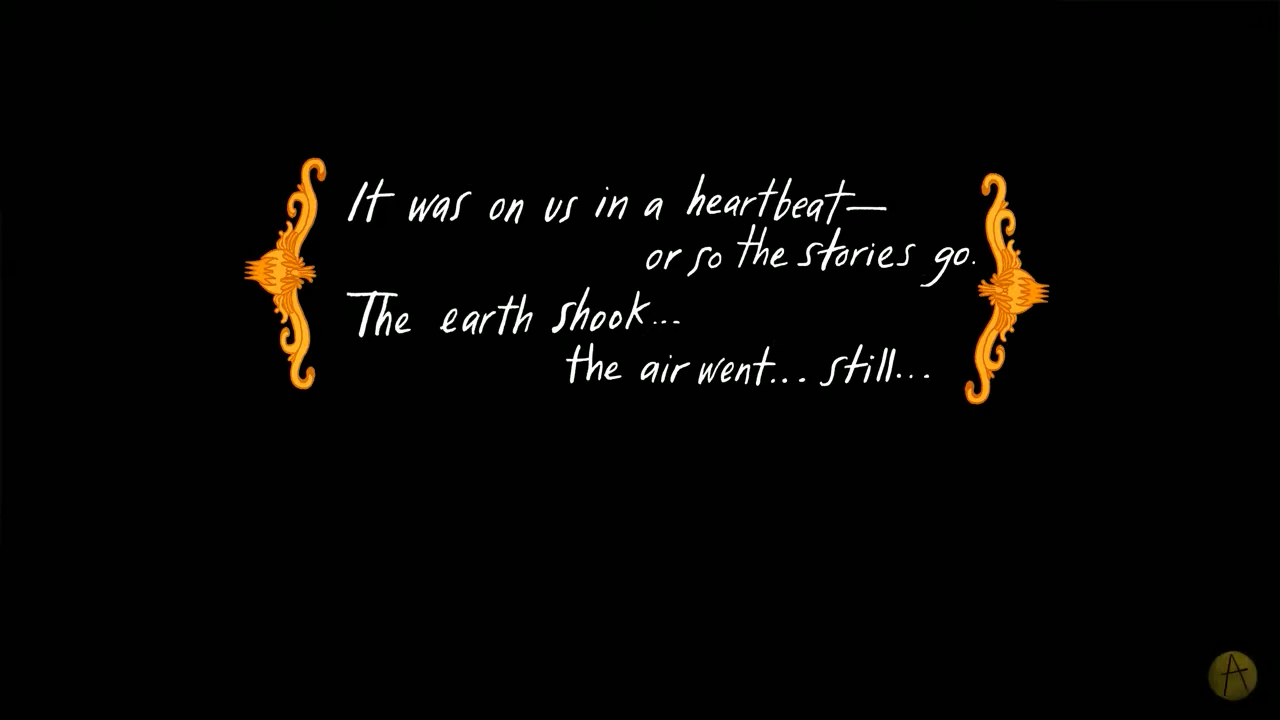 It was on us in a heartbeat—
or so the stories go.
The earth shook...
the air went... still...
A